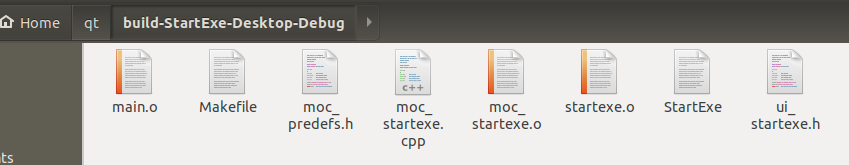 Home qt build-StartExe-Desktop-Debug
c++
main.o Makefile moc_ moc_ moc_ startexe.o StartExe ui_
predefs.h startexe. startexe.o startexe.h
cpp
nts